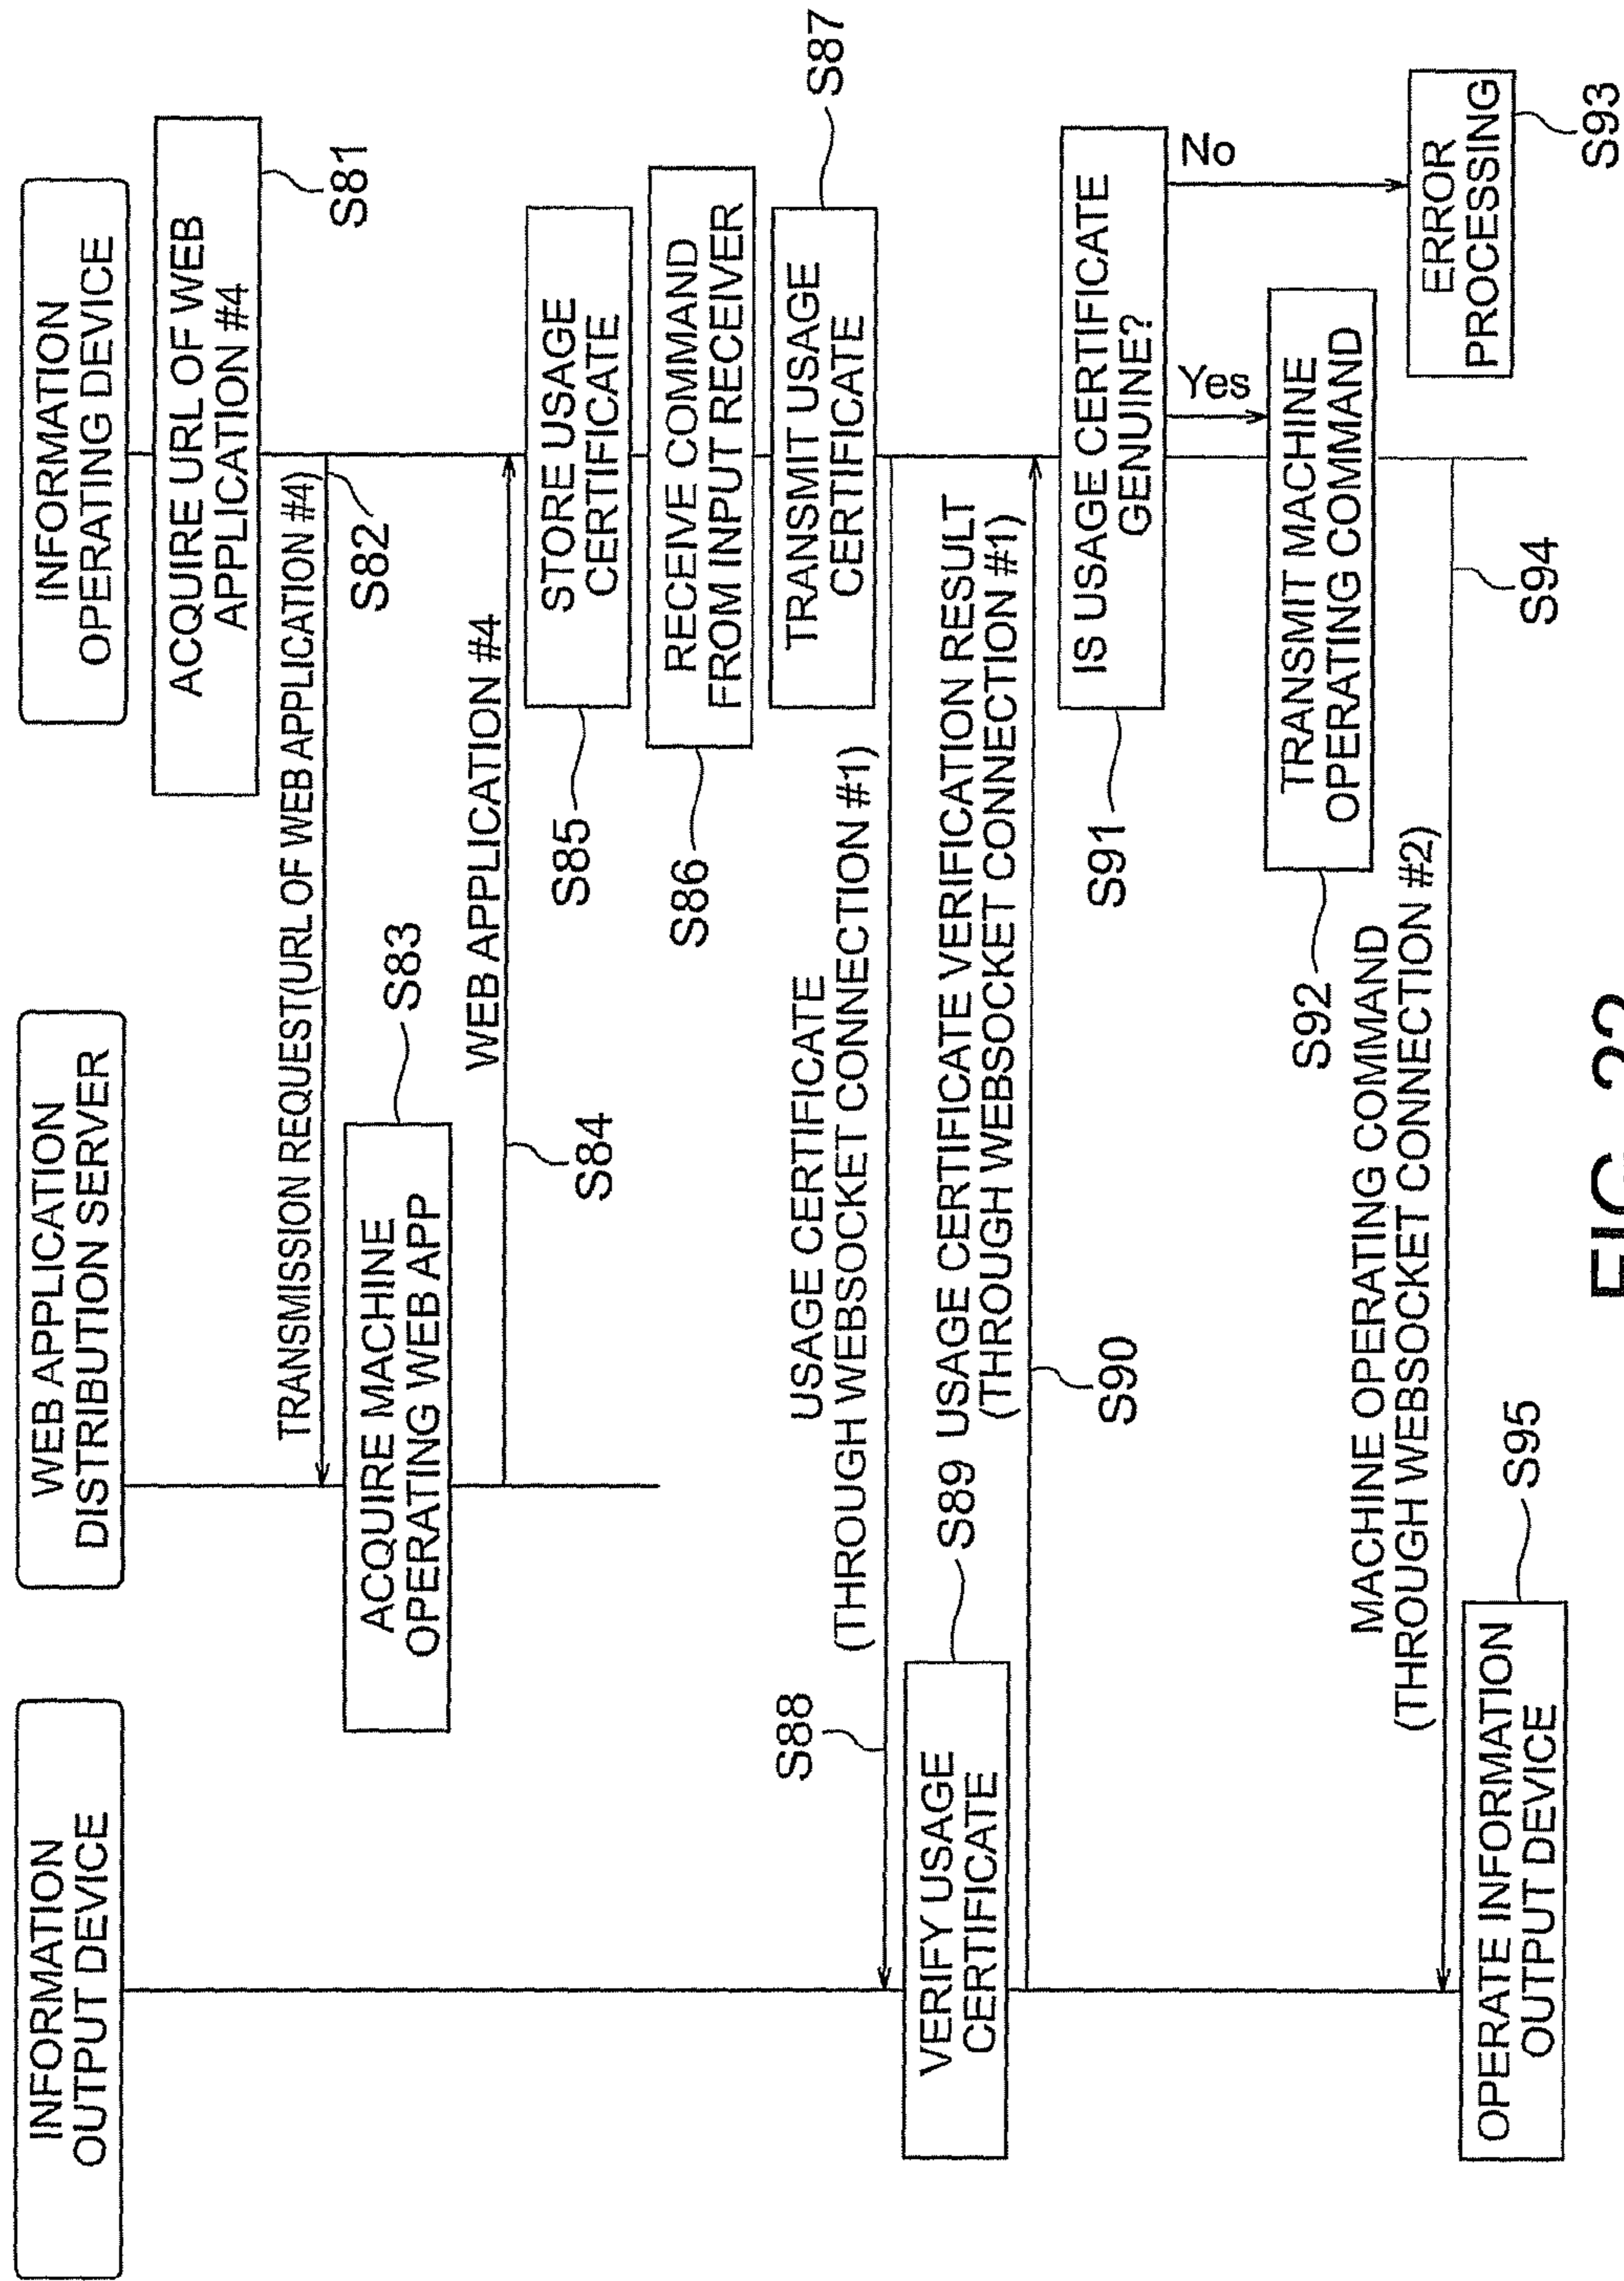 INFORMATION
OUTPUT DEVICE
WEB APPLICATION
DISTRIBUTION SERVER
INFORMATION
OPERATING DEVICE
ACQUIRE URL OF WEB
APPLICATION #4
S81
TRANSMISSION REQUEST(URL OF WEB APPLICATION #4)
S82
ACQUIRE MACHINE
OPERATING WEB APP
S83
WEB APPLICATION #4
S84
STORE USAGE
CERTIFICATE
S85
RECEIVE COMMAND
FROM INPUT RECEIVER
S86
TRANSMIT USAGE
CERTIFICATE
S87
USAGE CERTIFICATE
(THROUGH WEBSOCKET CONNECTION #1)
S88
VERIFY USAGE
CERTIFICATE
S89
USAGE CERTIFICATE VERIFICATION RESULT
(THROUGH WEBSOCKET CONNECTION #1)
S90
IS USAGE CERTIFICATE
GENUINE?
S91
Yes
No
TRANSMIT MACHINE
OPERATING COMMAND
S92
ERROR
PROCESSING
S93
MACHINE OPERATING COMMAND
(THROUGH WEBSOCKET CONNECTION #2)
S94
OPERATE INFORMATION
OUTPUT DEVICE
S95
FIG.